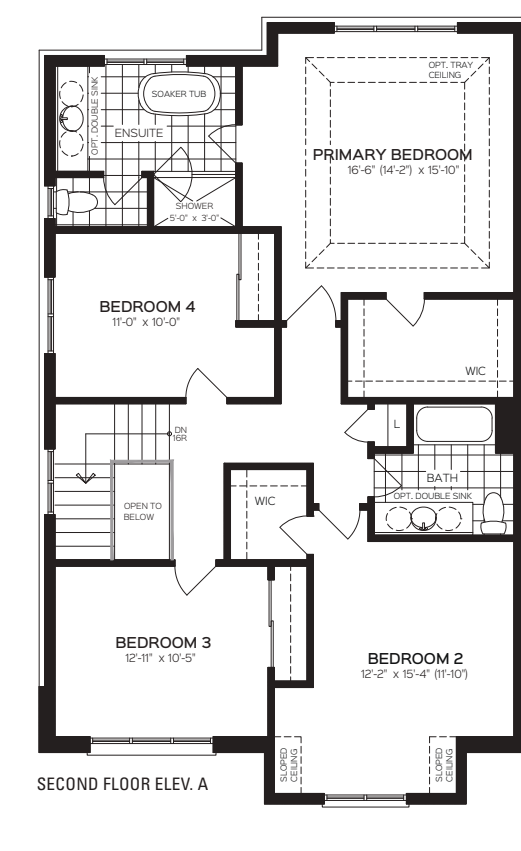 OPT. TRAY
CEILING
SOAKER TUB
OPT. DOUBLE SINK
ENSUITE
PRIMARY BEDROOM
16'-6" (14'-2") x 15'-10"
SHOWER
5'-0" x 3'-0"
BEDROOM 4
11'-0" x 10'-0"
WIC
L
DN
16R
BATH
OPT. DOUBLE SINK
WIC
OPEN TO
BELOW
BEDROOM 3
12'-11" x 10'-5"
BEDROOM 2
12'-2" x 15'-4" (11'-10")
SLOPED
CEILING
SLOPED
CEILING
SECOND FLOOR ELEV. A